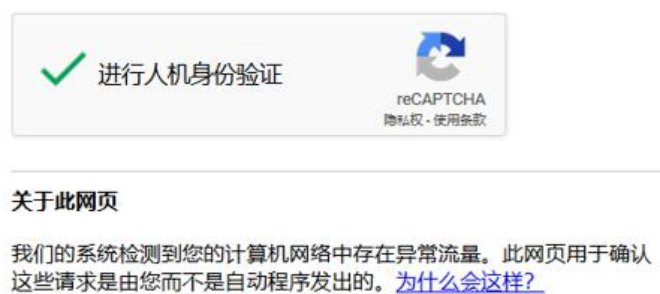 进行人机身份验证
reCAPTCHA
隐私权 - 使用条款
关于此网页
我们的系统检测到您的计算机网络中存在异常流量。此网页用于确认
这些请求是由您而不是自动程序发出的。为什么会这样？